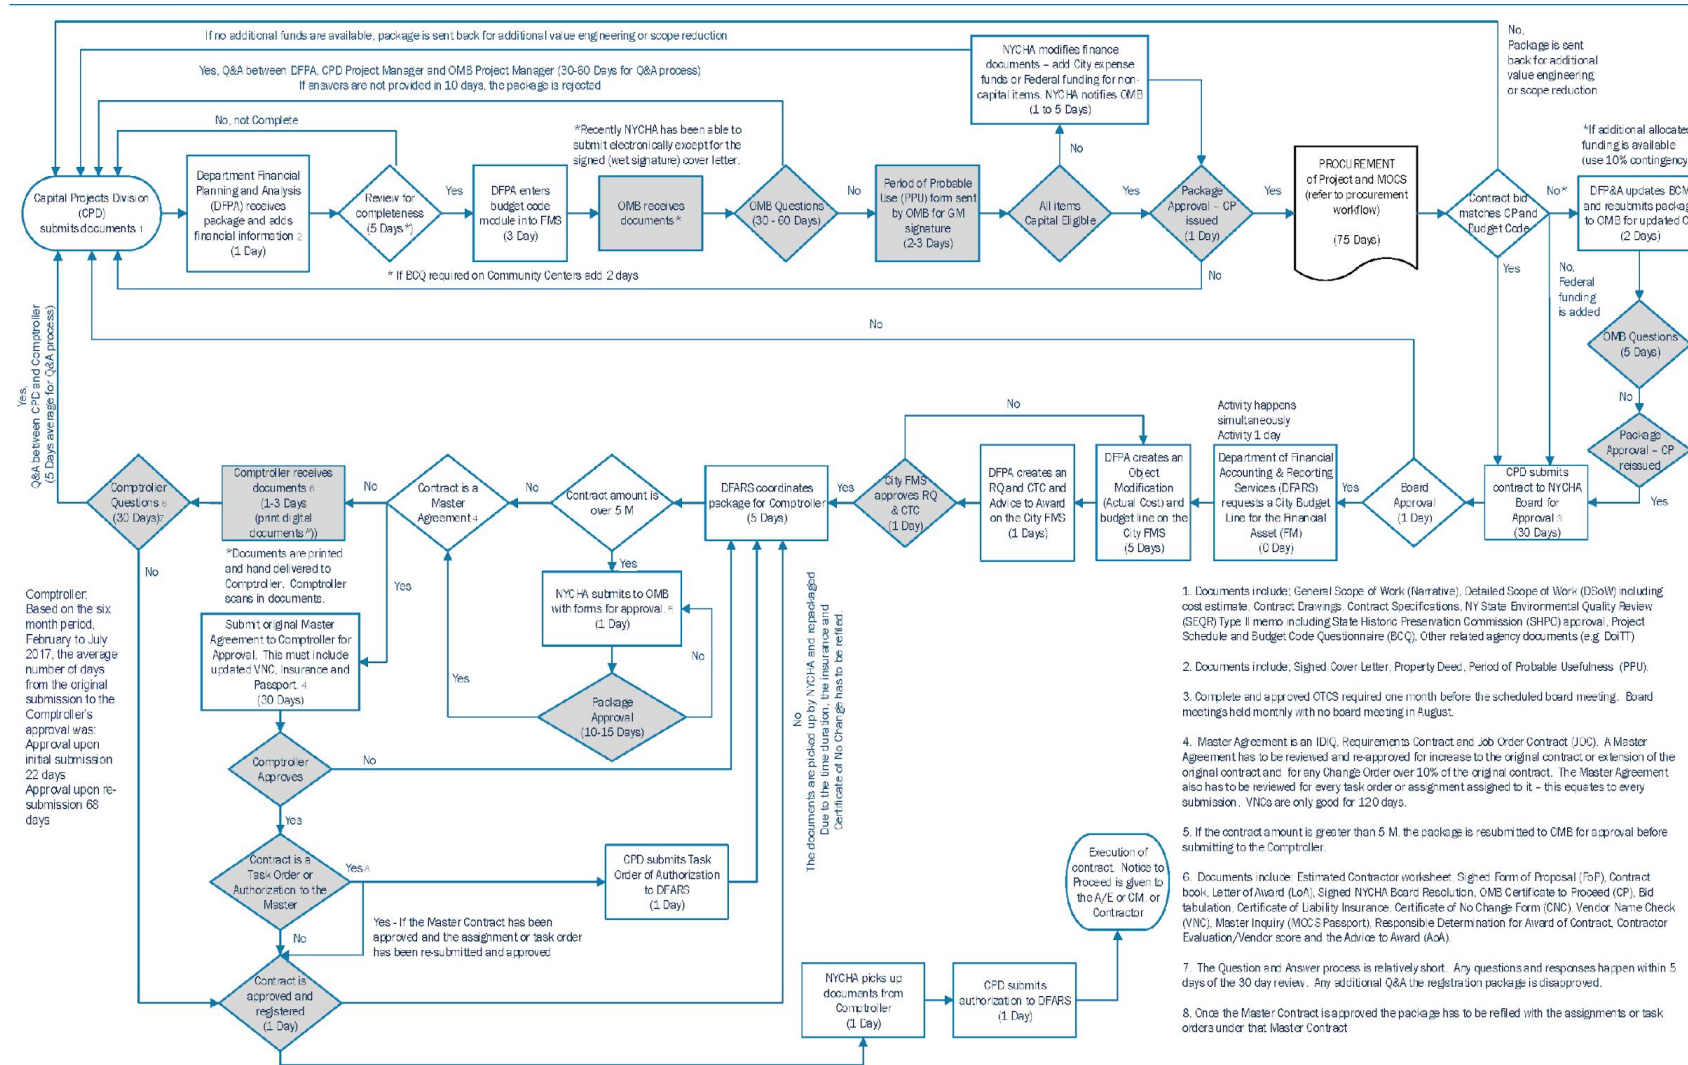 If no additional funds are available, package is sent back for additional value engineering or scope reduction
Yes, Q&A between DFPA, CPD Project Manager and OMB Project Manager (30-60 Days for Q&A process)
If answers are not provided in 10 days, the package is rejected
No, not Complete
NYCHA modifies finance
documents – add City expense
funds or Federal funding for non-
capital items. NYCHA notifies OMB
(1 to 5 Days)
No,
Package is sent
back for additional
value engineering
or scope reduction
*Recently NYCHA has been able to
submit electronically except for the
signed (wet signature) cover letter.
*If additional allocate
funding is available
(use 10% contingency
Capital Projects Division
(CPD)
submits documents 1
Department Financial
Planning and Analysis
(DFPA) receives
package and adds
financial information 2
(1 Day)
Review for
completeness
(5 Days*)
Yes
DFPA enters
budget code
module into FMS
(3 Day)
OMB receives
documents*
OMB Questions
(30 - 60 Days)
No
Period of Probable
Use (PPU) form sent
by OMB for GM
signature
(2-3 Days)
No
All items
Capital Eligible
Yes
Package
Approval – CP
issued
(1 Day)
Yes
PROCUREMENT
of Project and MOCS
(refer to procurement
workflow)
(75 Days)
Contract bid
matches CP and
Budget Code
No*
DFP&A updates BCM
and resubmits packag
to OMB for updated C
(2 Days)
* If BCQ required on Community Centers add 2 days
No
Yes
No,
Federal
funding
is added
OMB Questions
(5 Days)
No
Package
Approval – CP
reissued
Yes
No
Yes,
Q&A between CPD and Comptroller
(5 Days average for Q&A process)
Comptroller
Questions 6
(30 Days)7
Comptroller receives
documents 6
(1-3 Days
(print digital
documents*))
No
Contract is a
Master
Agreement 4
No
Contract amount is
over 5 M
DFARS coordinates
package for Comptroller
(5 Days)
Yes
City FMS
approves RQ
& CTC
(1 Day)
No
DFPA creates an
RQ and CTC and
Advice to Award
on the City FMS
(1 Days)
DFPA creates an
Object
Modification
(Actual Cost) and
budget line on the
City FMS
(5 Days)
Activity happens
simultaneously
Activity 1 day
Department of Financial
Accounting & Reporting
Services (DFARS)
requests a City Budget
Line for the Financial
Asset (FM)
(0 Day)
Yes
Board
Approval
(1 Day)
CPD submits
contract to NYCHA
Board for
Approval 3
(30 Days)
*Documents are printed
and hand delivered to
Comptroller. Comptroller
scans in documents.
No
Yes
Yes
NYCHA submits to OMB
with forms for approval. 5
(1 Day)
No
Yes
Package
Approval
(10-15 Days)
Comptroller:
Based on the six
month period,
February to July
2017, the average
number of days
from the original
submission to the
Comptroller's
approval was:
Approval upon
initial submission
22 days
Approval upon re-
submission 68
days
Submit original Master
Agreement to Comptroller for
Approval. This must include
updated VNC, Insurance and
Passport. 4
(30 Days)
Comptroller
Approves
No
Yes
Contract is a
Task Order or
Authorization to the
Master
Yes 8
CPD submits Task
Order of Authorization
to DFARS
(1 Day)
Yes - If the Master Contract has been
approved and the assignment or task order
has been re-submitted and approved
No
Contract is
approved and
registered
(1 Day)
No
The documents are picked up by NYCHA and repackaged
Due to the time duration, the insurance and
Certificate of No Change has to be refiled.
NYCHA picks up
documents from
Comptroller
(1 Day)
CPD submits
authorization to DFARS
(1 Day)
Execution of
contract. Notice to
Proceed is given to
the A/E or CM, or
Contractor
1. Documents include; General Scope of Work (Narrative), Detailed Scope of Work (DSoW) including
cost estimate, Contract Drawings, Contract Specifications, NY State Environmental Quality Review
(SEQR) Type II memo including State Historic Preservation Commission (SHPO) approval, Project
Schedule and Budget Code Questionnaire (BCQ), Other related agency documents (e.g. DoiTT)
2. Documents include; Signed Cover Letter, Property Deed, Period of Probable Usefulness (PPU).
3. Complete and approved OTCS required one month before the scheduled board meeting. Board
meetings held monthly with no board meeting in August.
4. Master Agreement is an IDIQ, Requirements Contract and Job Order Contract (JOC). A Master
Agreement has to be reviewed and re-approved for increase to the original contract or extension of the
original contract and for any Change Order over 10% of the original contract. The Master Agreement
also has to be reviewed for every task order or assignment assigned to it – this equates to every
submission. VNCs are only good for 120 days.
5. If the contract amount is greater than 5 M, the package is resubmitted to OMB for approval before
submitting to the Comptroller.
6. Documents include: Estimated Contractor worksheet, Signed Form of Proposal (FoP), Contract
book, Letter of Award (LoA), Signed NYCHA Board Resolution, OMB Certificate to Proceed (CP), Bid
tabulation, Certificate of Liability Insurance, Certificate of No Change Form (CNC), Vendor Name Check
(VNC), Master Inquiry (MOCS Passport), Responsible Determination for Award of Contract, Contractor
Evaluation/Vendor score and the Advice to Award (AoA).
7. The Question and Answer process is relatively short. Any questions and responses happen within 5
days of the 30 day review. Any additional Q&A the registration package is disapproved.
8. Once the Master Contract is approved the package has to be refiled with the assignments or task
orders under that Master Contract